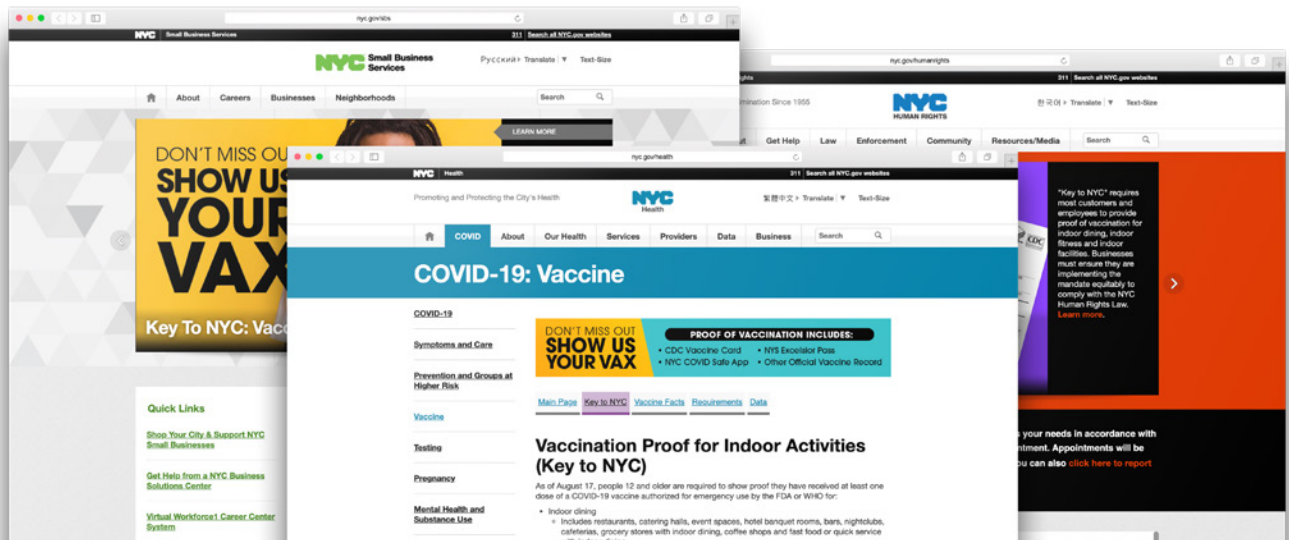 nyc.gov/sbs
NYC Small Business Services
311 Search all NYC.gov websites
NYC Small Business
Services
Русский Translate ▼ Text-Size
About Careers Businesses Neighborhoods Search
LEARN MORE
DON'T MISS OU
SHOW US
YOUR
VAX
Key To NYC: Vacc
Quick Links
Shop Your City & Support NYC
Small Businesses
Get Help from a NYC Business
Solutions Center
Virtual Workforce1 Career Center
System
nyc.gov/health
NYC Health
311 Search all NYC.gov websites
Promoting and Protecting the City's Health
NYC
Health
繁體中文 Translate ▼ Text-Size
COVID About Our Health Services Providers Data Business Search
COVID-19: Vaccine
COVID-19
Symptoms and Care
Prevention and Groups at
Higher Risk
Vaccine
Testing
Pregnancy
Mental Health and
Substance Use
DON'T MISS OUT
SHOW US
YOUR VAX
PROOF OF VACCINATION INCLUDES:
• CDC Vaccine Card • NYS Excelsior Pass
• NYC COVID Safe App • Other Official Vaccine Record
Main Page Key to NYC Vaccine Facts Requirements Data
Vaccination Proof for Indoor Activities
(Key to NYC)
As of August 17, people 12 and older are required to show proof they have received at least one
dose of a COVID-19 vaccine authorized for emergency use by the FDA or WHO for:
• Indoor dining
Includes restaurants, catering halls, event spaces, hotel banquet rooms, bars, nightclubs,
cafeterias, grocery stores with indoor dining, coffee shops and fast food or quick service
nyc.gov/humanrights
311 Search all NYC.gov websites
mination Since 1955
NYC
HUMAN RIGHTS
한국어 Translate ▼ Text-Size
ut Get Help Law Enforcement Community Resources/Media Search
CDC
"Key to NYC" requires
most customers and
employees to provide
proof of vaccination for
indoor dining, indoor
fitness and indoor
facilities. Businesses
must ensure they are
implementing the
mandate equitably to
comply with the NYC
Human Rights Law.
Learn more.
s your needs in accordance with
ntment. Appointments will be
ou can also click here to report